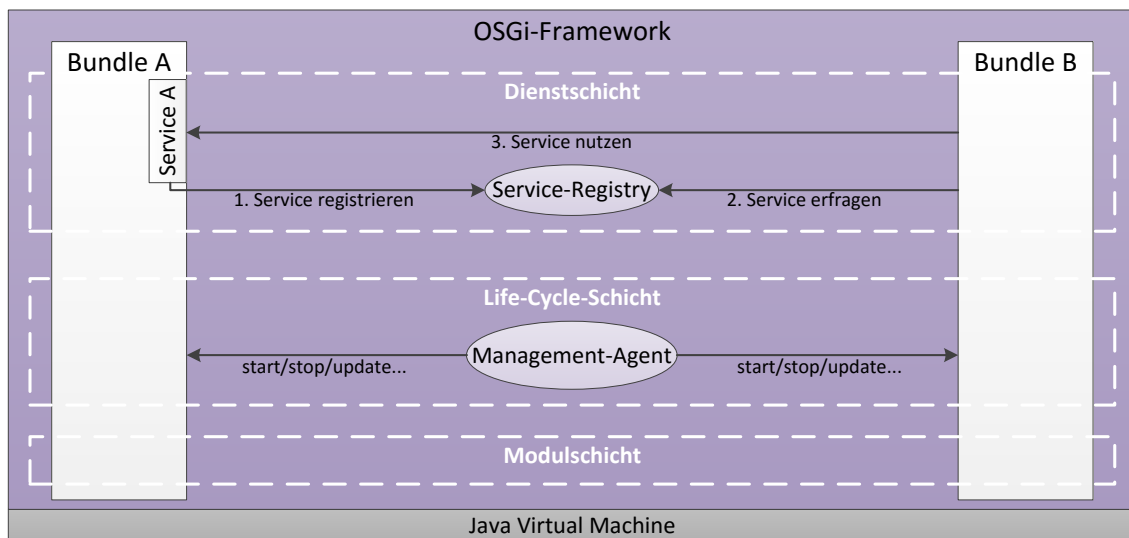 OSGi-Framework
Bundle A
Bundle B
Dienstschicht
Service A
3. Service nutzen
Service-Registry
1. Service registrieren
2. Service erfragen
Life-Cycle-Schicht
Management-Agent
start/stop/update...
start/stop/update...
Modulschicht
Java Virtual Machine